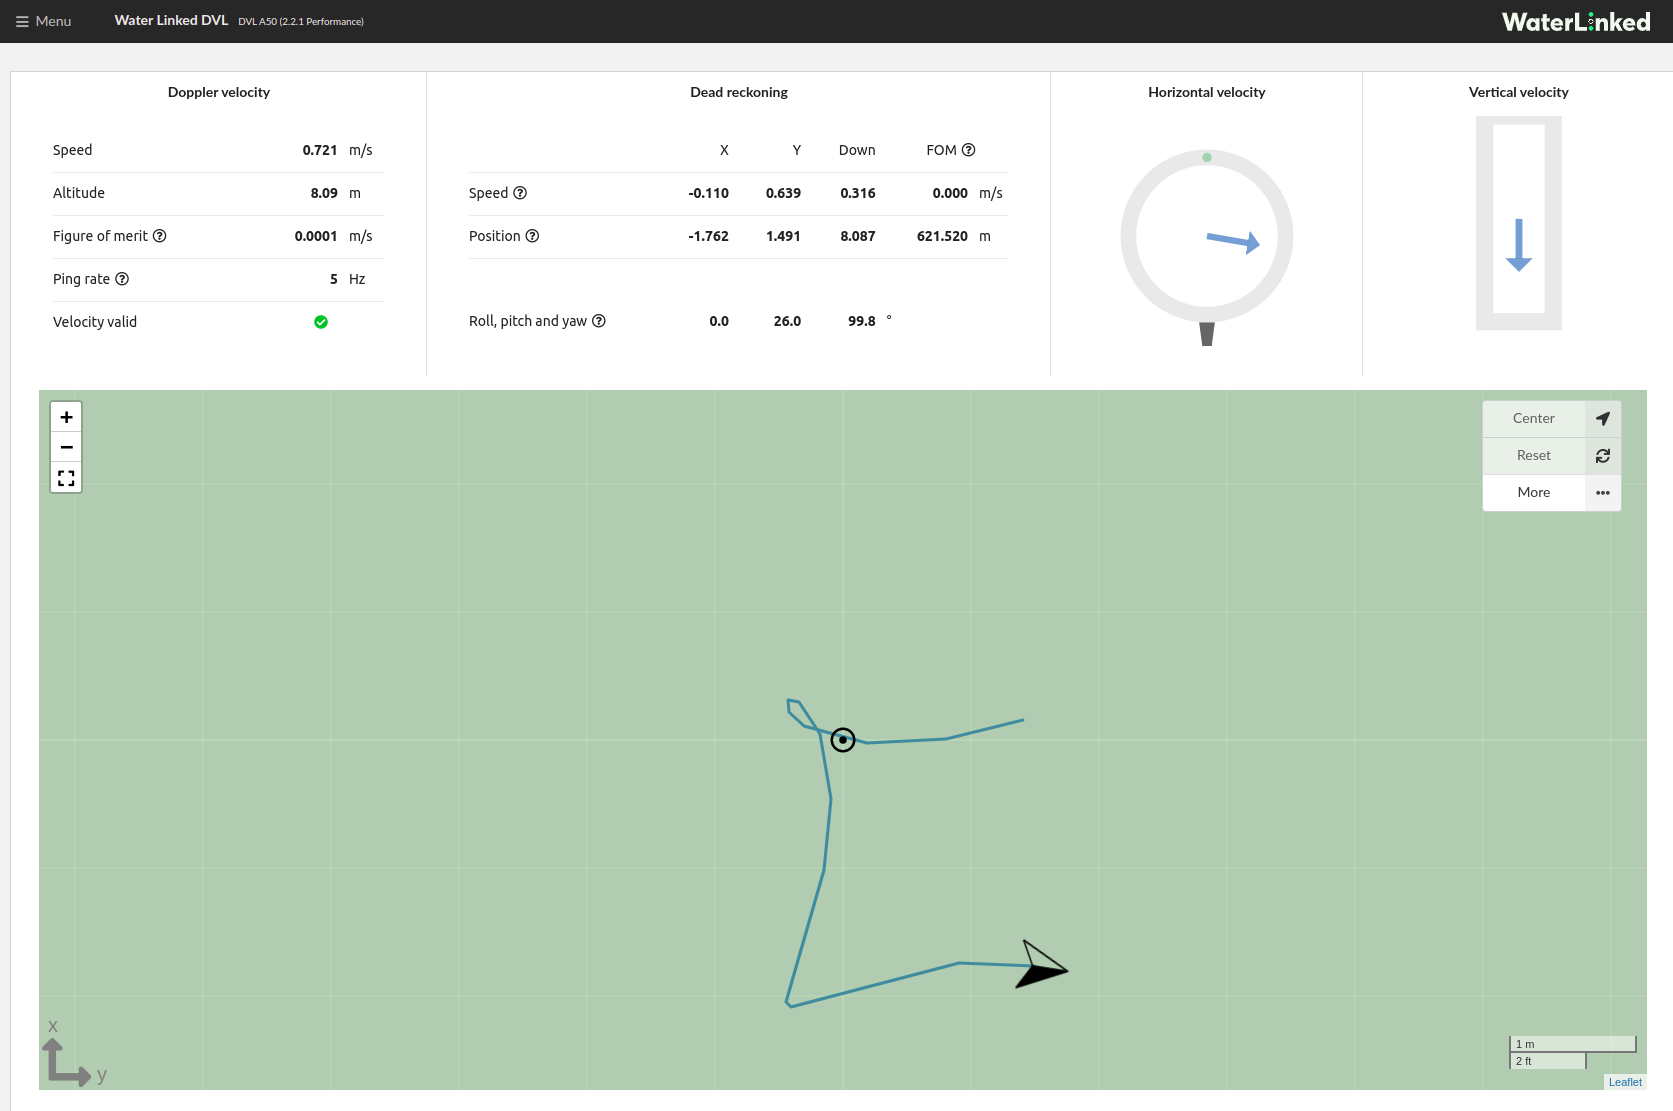 Menu Water Linked DVL DVL A50 (2.2.1 Performance) WaterLinked
Doppler velocity
Speed 0.721 m/s
Altitude 8.09 m
Figure of merit 0.0001 m/s
Ping rate 5 Hz
Velocity valid
Dead reckoning
X Y Down FOM
Speed -0.110 0.639 0.316 0.000 m/s
Position -1.762 1.491 8.087 621.520 m
Roll, pitch and yaw 0.0 26.0 99.8 °
Horizontal velocity
Vertical velocity
+
−
Center
Reset
More
x
y
1 m
2 ft
Leaflet